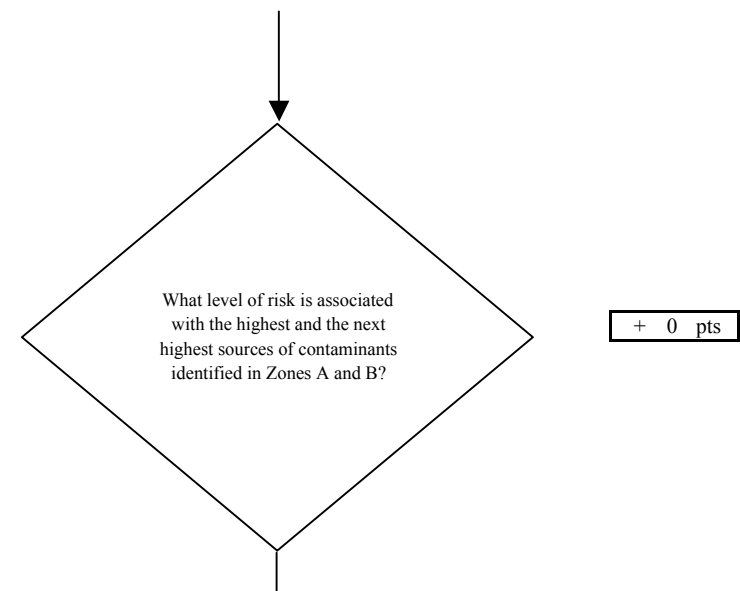 What level of risk is associated
with the highest and the next
highest sources of contaminants
identified in Zones A and B?
+ 0 pts